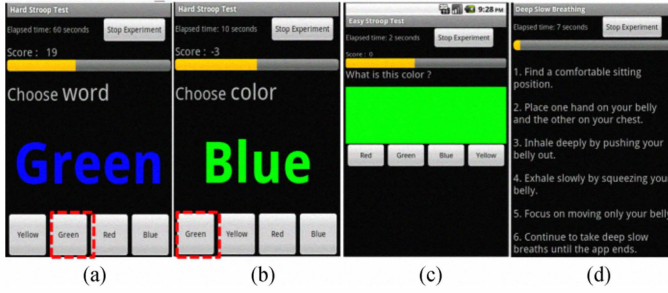 Hard Stroop Test
Elapsed time: 60 seconds
Stop Experiment
Score : 19
Choose word
Green
Yellow
Green
Red
Blue
(a)
Hard Stroop Test
Elapsed time: 10 seconds
Stop Experiment
Score : -3
Choose color
Blue
Green
Yellow
Red
Blue
(b)
9:28 PM
Easy Stroop Test
Elapsed time: 2 seconds
Stop Experiment
Score : 0
What is this color ?
Red
Green
Blue
Yellow
(c)
Deep Slow Breathing
Elapsed time: 7 seconds
Stop Experiment
1. Find a comfortable sitting
position.
2. Place one hand on your belly
and the other on your chest.
3. Inhale deeply by pushing your
belly out.
4. Exhale slowly by squeezing your
belly.
5. Focus on moving only your belly
6. Continue to take deep slow
breaths until the app ends.
(d)